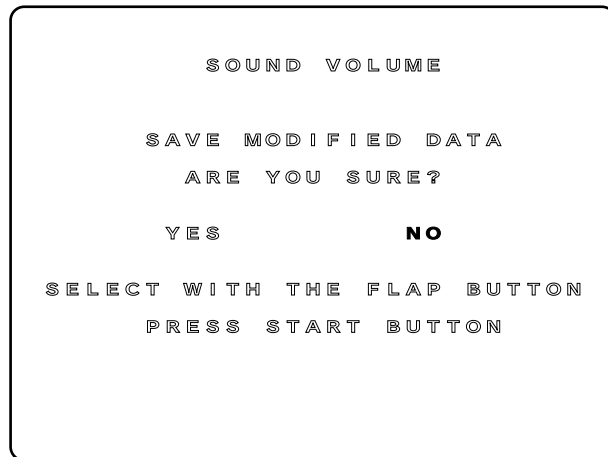 SOUND VOLUME
SAVE MODIFIED DATA
ARE YOU SURE?
YES NO
SELECT WITH THE FLAP BUTTON
PRESS START BUTTON